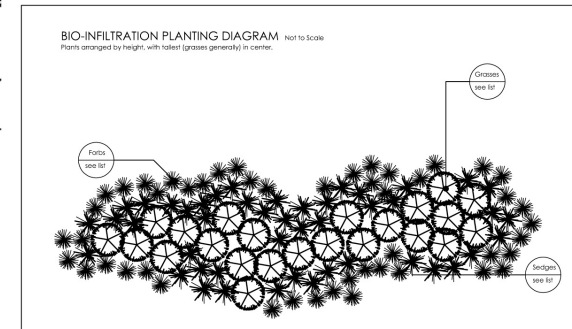 BIO-INFILTRATION PLANTING DIAGRAM Not to Scale
Plants arranged by height, with tallest (grasses generally) in center.
Grasses
see list
Forbs
see list
Sedges
see list